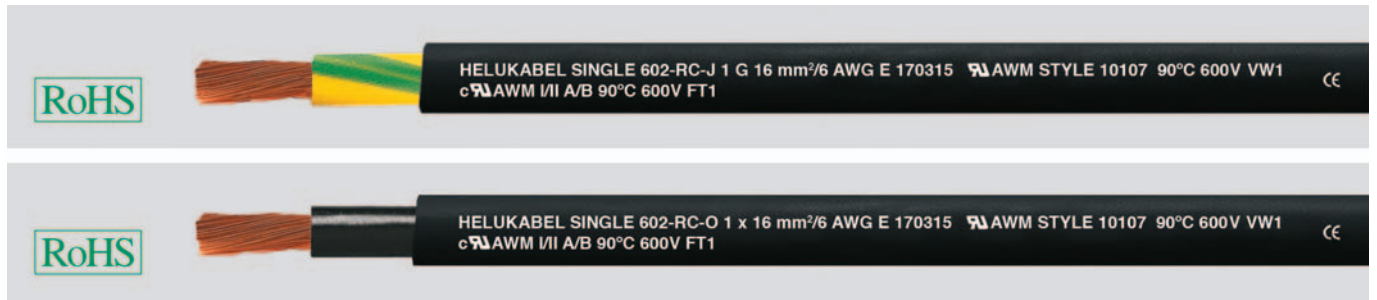 RoHS
HELUKABEL SINGLE 602-RC-J 1 G 16 mm²/6 AWG E 170315 RU AWM STYLE 10107 90°C 600V VW1
cRU AWM I/II A/B 90°C 600V FT1
CE
RoHS
HELUKABEL SINGLE 602-RC-O 1 x 16 mm²/6 AWG E 170315 RU AWM STYLE 10107 90°C 600V VW1
cRU AWM I/II A/B 90°C 600V FT1
CE